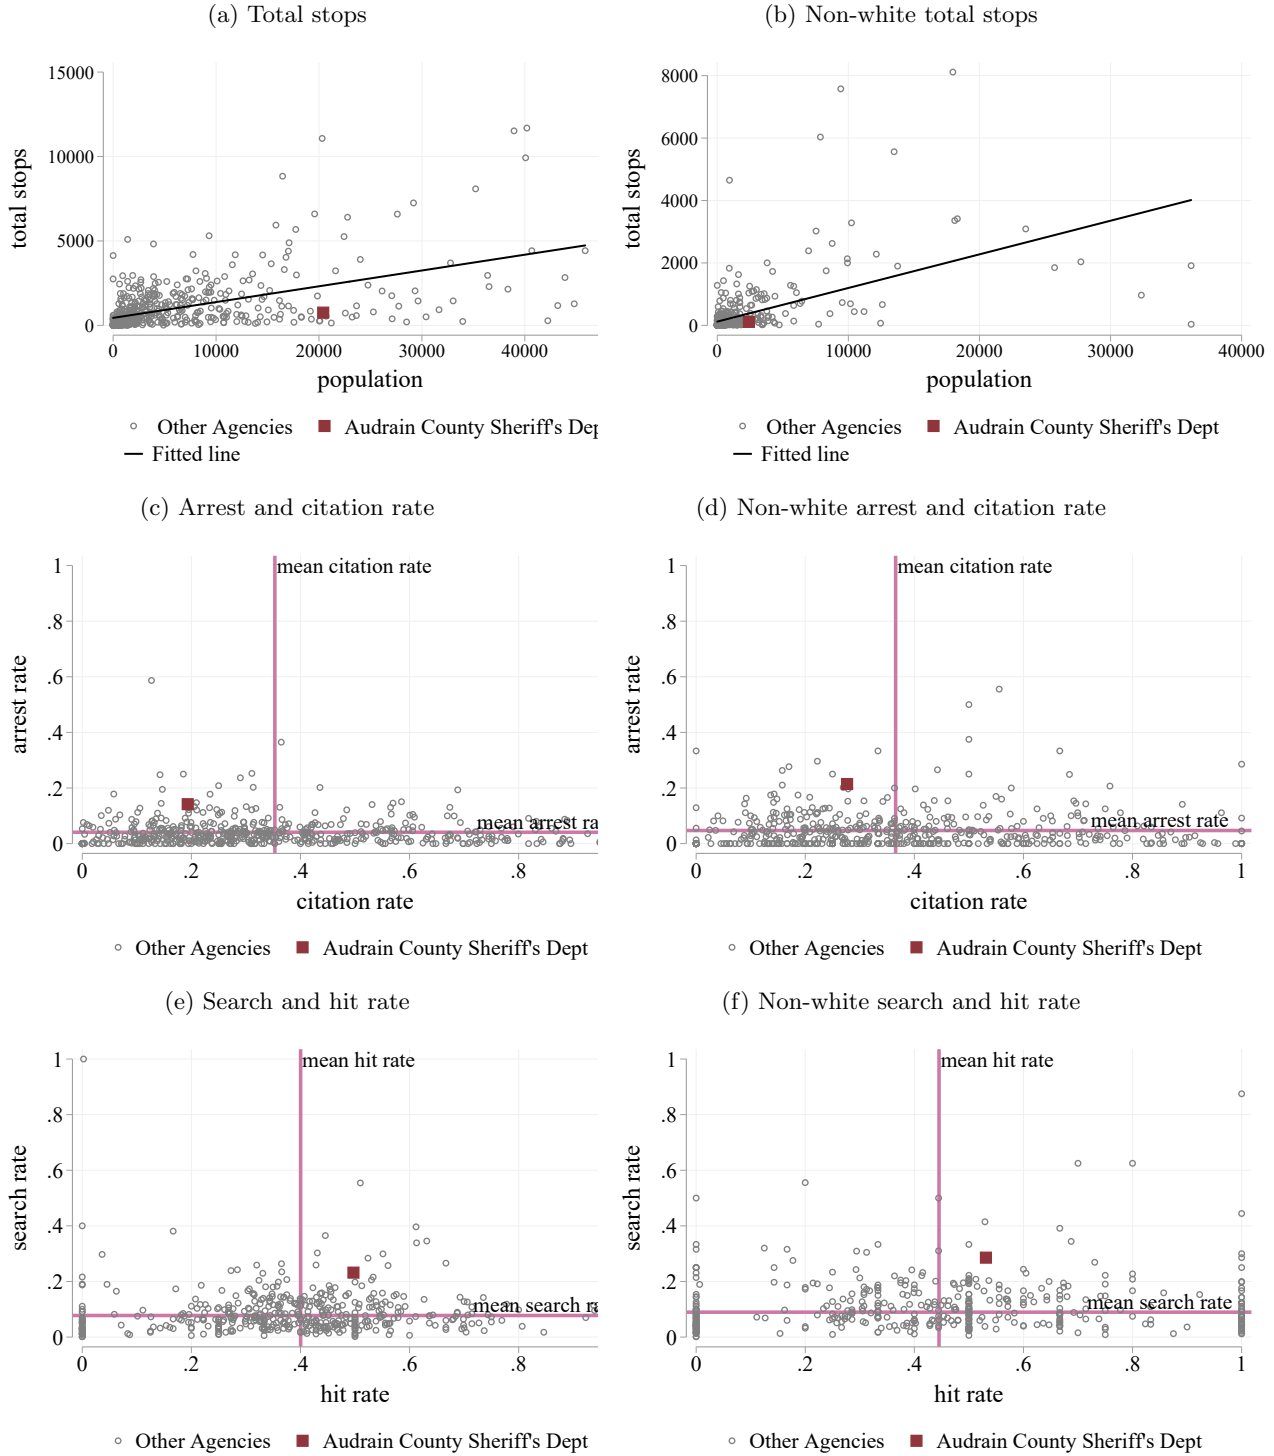 (a) Total stops
(b) Non-white total stops
15000
10000
5000
0
total stops
0 10000 20000 30000 40000
population
Other Agencies Audrain County Sheriff's Dep
Fitted line
8000
6000
4000
2000
0
total stops
0 10000 20000 30000 40000
population
Other Agencies Audrain County Sheriff's Dept
Fitted line
(c) Arrest and citation rate
(d) Non-white arrest and citation rate
1
.8
.6
.4
.2
0
arrest rate
mean citation rate
mean arrest ra
0 .2 .4 .6 .8
citation rate
Other Agencies Audrain County Sheriff's Dept
1
.8
.6
.4
.2
0
arrest rate
mean citation rate
mean arrest rate
0 .2 .4 .6 .8 1
citation rate
Other Agencies Audrain County Sheriff's Dept
(e) Search and hit rate
(f) Non-white search and hit rate
1
.8
.6
.4
.2
0
search rate
mean hit rate
mean search ra
0 .2 .4 .6 .8
hit rate
Other Agencies Audrain County Sheriff's Dept
1
.8
.6
.4
.2
0
search rate
mean hit rate
mean search rate
0 .2 .4 .6 .8 1
hit rate
Other Agencies Audrain County Sheriff's Dept